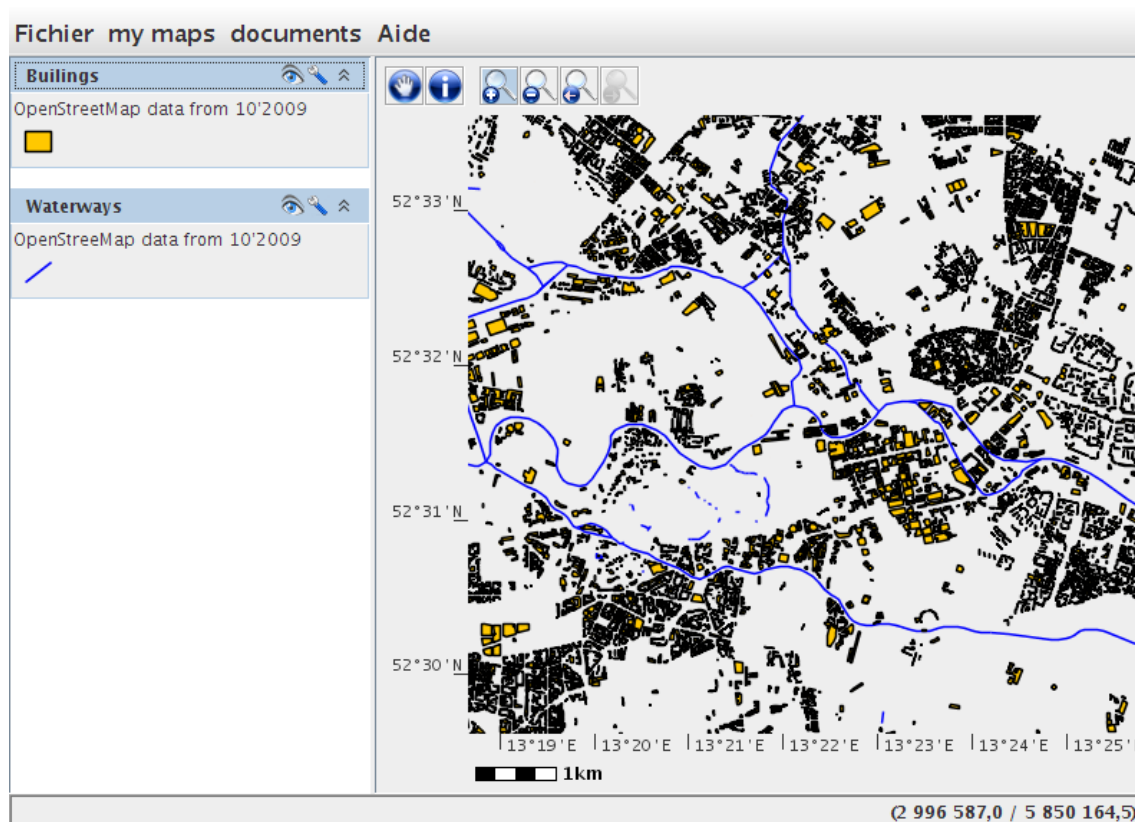 Fichier my maps documents Aide
Builings
OpenStreetMap data from 10'2009
Waterways
OpenStreeMap data from 10'2009
52°33'N
52°32'N
52°31'N
52°30'N
13°19'E 13°20'E 13°21'E 13°22'E 13°23'E 13°24'E 13°25'
1km
(2 996 587,0 / 5 850 164,5)